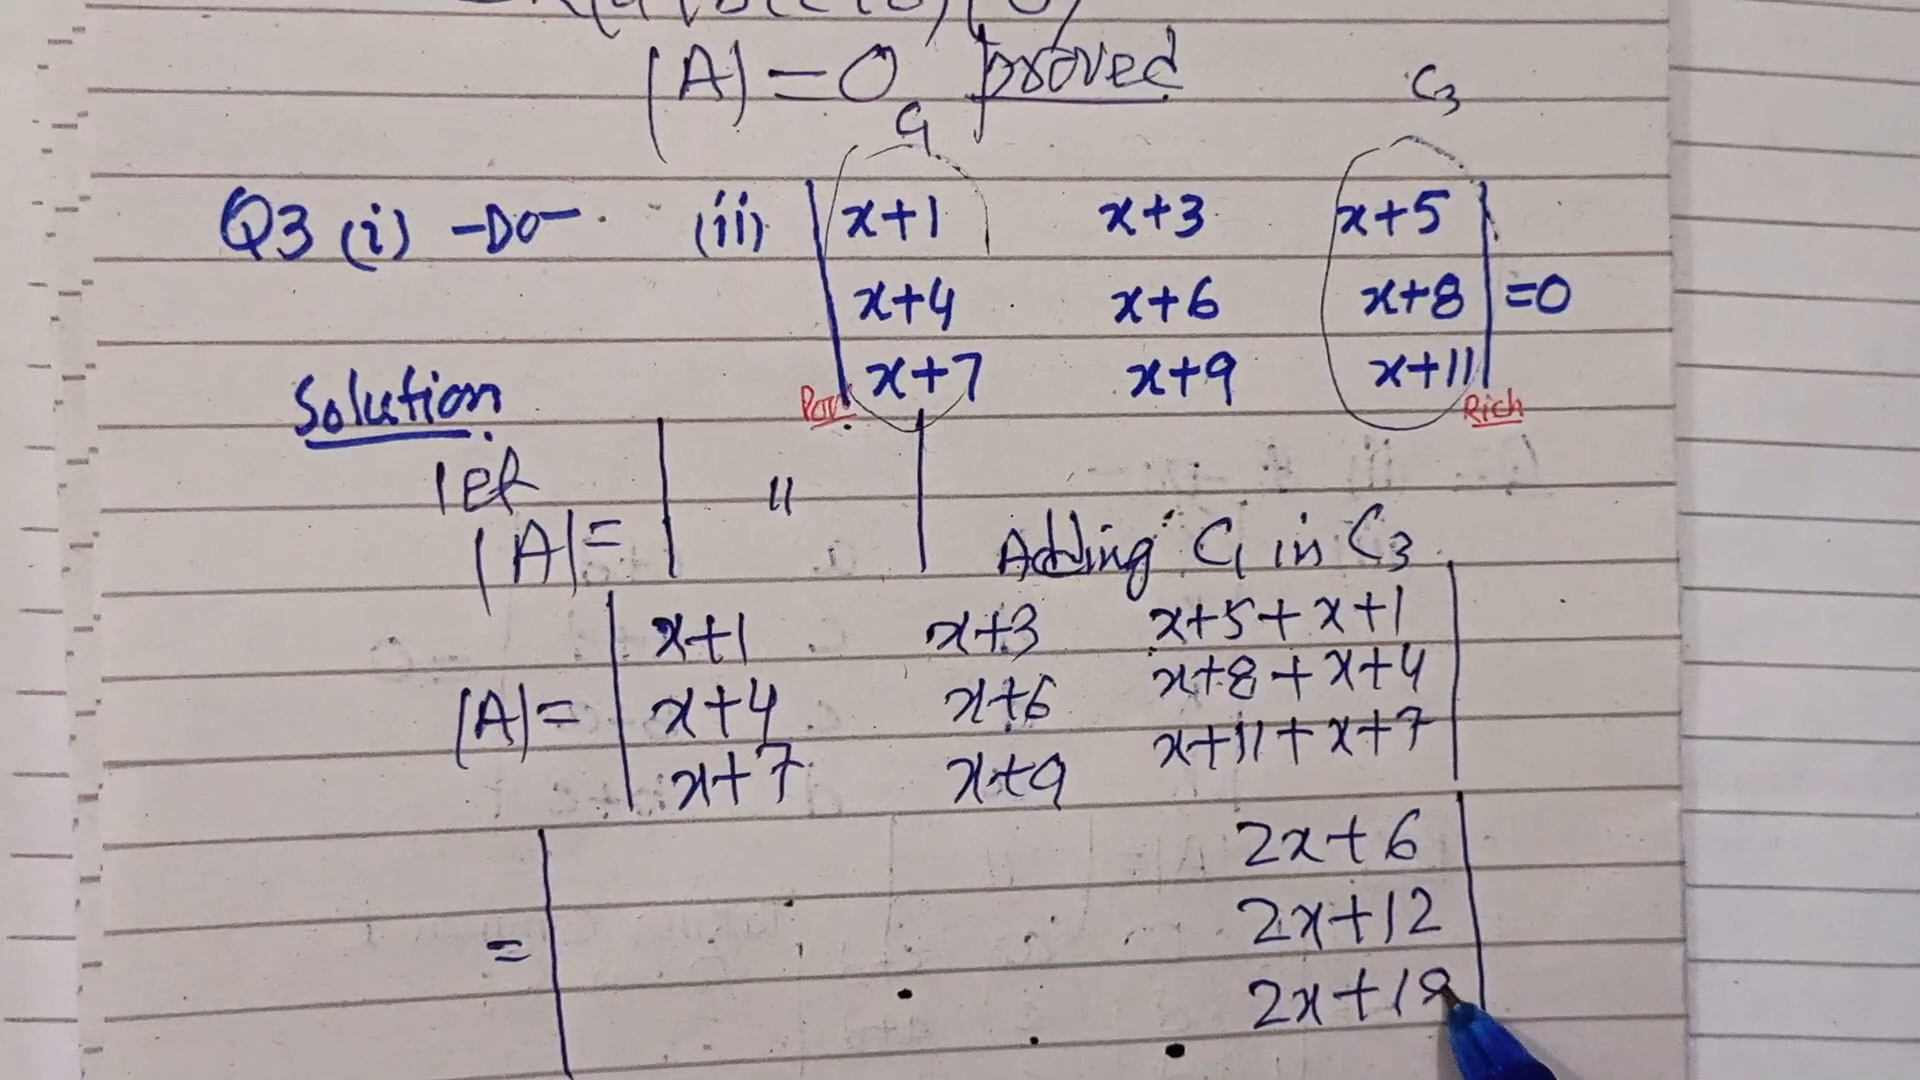 |A|=0 proved
C1 C3
Q3 (i) -Do- (ii) | x+1 x+3 x+5 |
| x+4 x+6 x+8 | =0
| x+7 x+9 x+11 |
Poor Rich
Solution
let
|A|= | " | Adding C1 in C3
| x+1 x+3 x+5+x+1 |
|A|= | x+4 x+6 x+8+x+4 |
| x+7 x+9 x+11+x+7 |
| 2x+6 |
= | 2x+12 |
| 2x+18 |